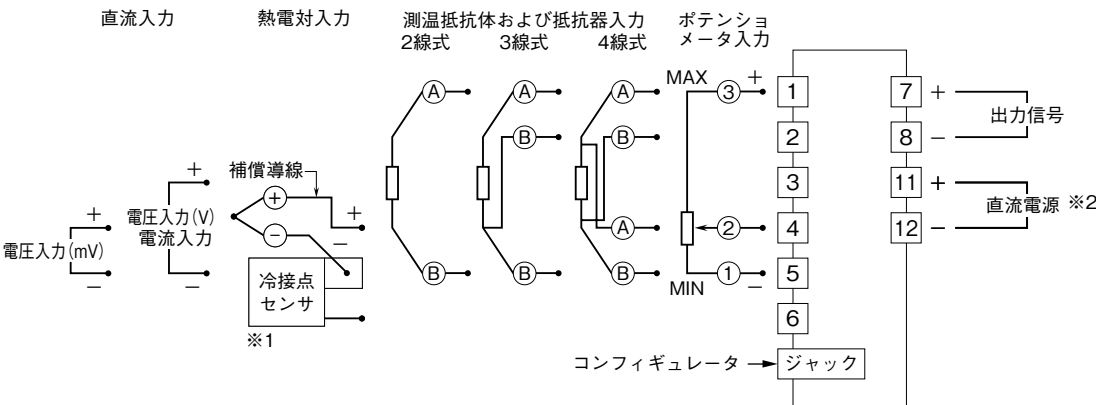 直流入力
熱電対入力
測温抵抗体および抵抗器入力
2線式
3線式
4線式
ポテンショ
メータ入力
電圧入力(mV)
+
−
電圧入力(V)
電流入力
+
−
補償導線
+
−
+
−
冷接点
センサ
※1
A
B
A
B
B
A
B
A
B
MAX
3
+
2
MIN
1
−
1
2
3
4
5
6
コンフィギュレータ
ジャック
7
+
8
−
出力信号
11
+
12
−
直流電源 ※2